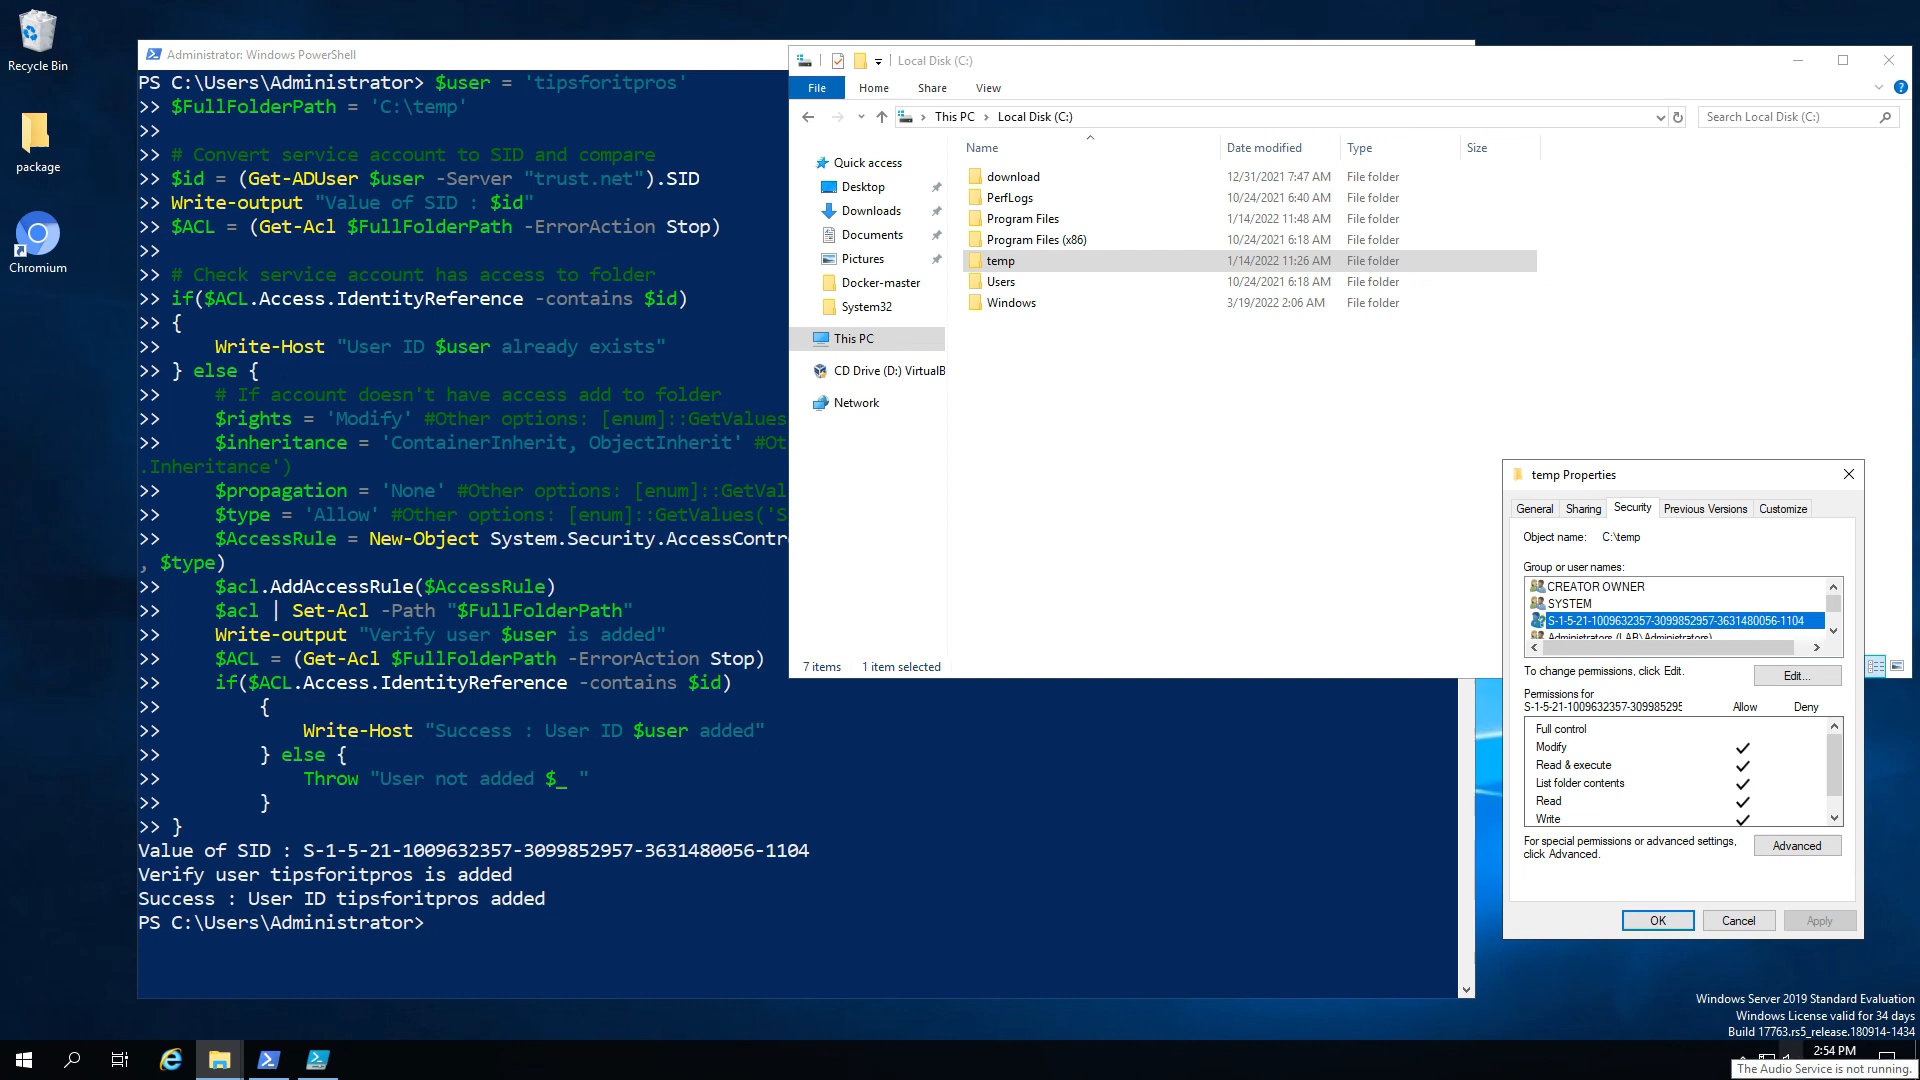 Recycle Bin
package
Chromium
Administrator: Windows PowerShell
PS C:\Users\Administrator> $user = 'tipsforitpros'
>> $FullFolderPath = 'C:\temp'
>>
>> # Convert service account to SID and compare
>> $id = (Get-ADUser $user -Server "trust.net").SID
>> Write-output "Value of SID : $id"
>> $ACL = (Get-Acl $FullFolderPath -ErrorAction Stop)
>>
>> # Check service account has access to folder
>> if($ACL.Access.IdentityReference -contains $id)
>> {
>>     Write-Host "User ID $user already exists"
>> } else {
>>     # If account doesn't have access add to folder
>>     $rights = 'Modify' #Other options: [enum]::GetValues
>>     $inheritance = 'ContainerInherit, ObjectInherit' #Ot
.Inheritance')
>>     $propagation = 'None' #Other options: [enum]::GetVal
>>     $type = 'Allow' #Other options: [enum]::GetValues('S
>>     $AccessRule = New-Object System.Security.AccessContr
, $type)
>>     $acl.AddAccessRule($AccessRule)
>>     $acl | Set-Acl -Path "$FullFolderPath"
>>     Write-output "Verify user $user is added"
>>     $ACL = (Get-Acl $FullFolderPath -ErrorAction Stop)
>>     if($ACL.Access.IdentityReference -contains $id)
>>         {
>>             Write-Host "Success : User ID $user added"
>>         } else {
>>             Throw "User not added $_ "
>>         }
>> }
Value of SID : S-1-5-21-1009632357-3099852957-3631480056-1104
Verify user tipsforitpros is added
Success : User ID tipsforitpros added
PS C:\Users\Administrator>
Local Disk (C:)
File Home Share View
This PC > Local Disk (C:)
Search Local Disk (C:)
Quick access
Desktop
Downloads
Documents
Pictures
Docker-master
System32
This PC
CD Drive (D:) VirtualB
Network
Name Date modified Type Size
download 12/31/2021 7:47 AM File folder
PerfLogs 10/24/2021 6:40 AM File folder
Program Files 1/14/2022 11:48 AM File folder
Program Files (x86) 10/24/2021 6:18 AM File folder
temp 1/14/2022 11:26 AM File folder
Users 10/24/2021 6:18 AM File folder
Windows 3/19/2022 2:06 AM File folder
7 items 1 item selected
temp Properties
General Sharing Security Previous Versions Customize
Object name: C:\temp
Group or user names:
CREATOR OWNER
SYSTEM
S-1-5-21-1009632357-3099852957-3631480056-1104
Administrators (LAB\Administrators)
To change permissions, click Edit.
Edit...
Permissions for
S-1-5-21-1009632357-309985295 Allow Deny
Full control
Modify
Read & execute
List folder contents
Read
Write
For special permissions or advanced settings,
click Advanced.
Advanced
OK Cancel Apply
Windows Server 2019 Standard Evaluation
Windows License valid for 34 days
Build 17763.rs5_release.180914-1434
2:54 PM
The Audio Service is not running.